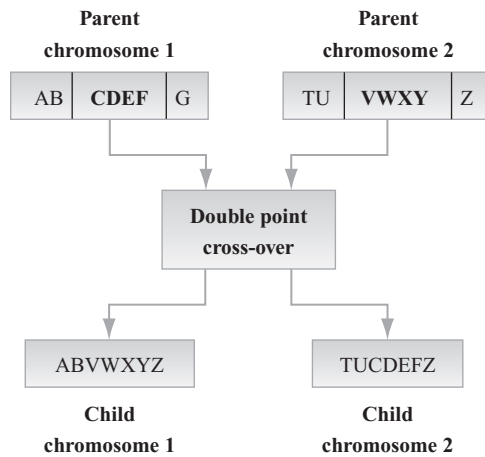 Parent
chromosome 1
Parent
chromosome 2
AB CDEF G
TU VWXY Z
Double point
cross-over
ABVWXYZ
TUCDEFZ
Child
chromosome 1
Child
chromosome 2